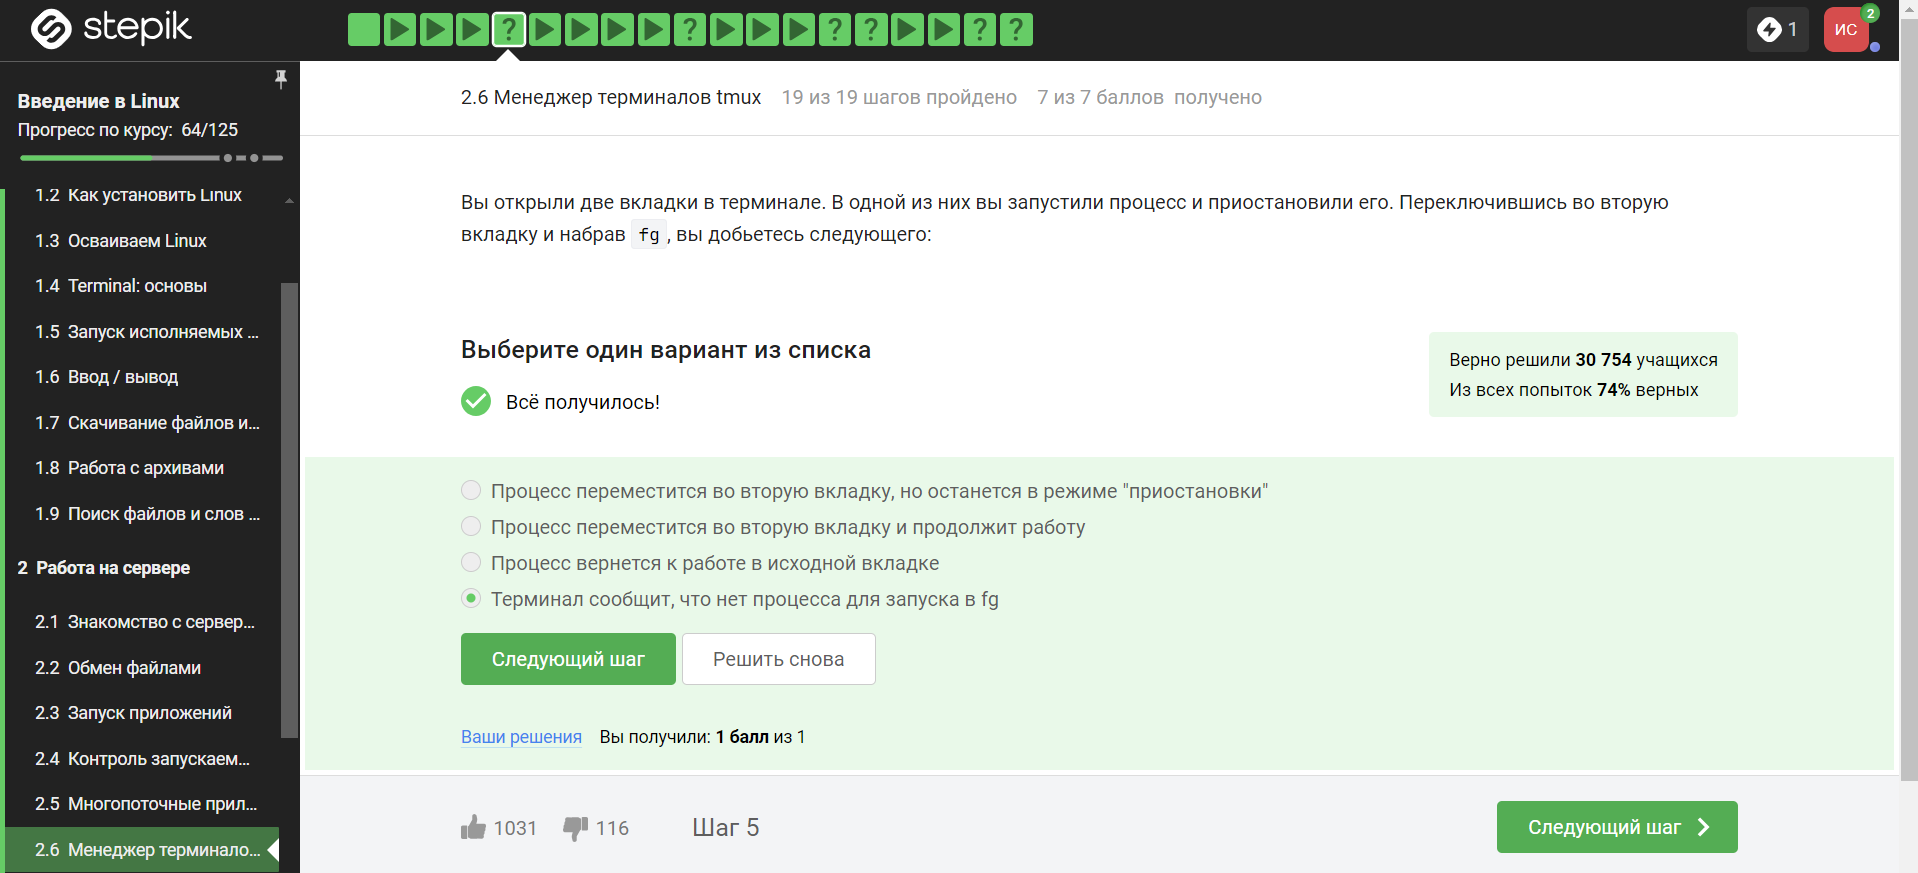 stepik
?
?
?
?
?
?
1
ИС
2
Введение в Linux
Прогресс по курсу: 64/125
1.2 Как установить Linux
1.3 Осваиваем Linux
1.4 Terminal: основы
1.5 Запуск исполняемых ...
1.6 Ввод / вывод
1.7 Скачивание файлов и...
1.8 Работа с архивами
1.9 Поиск файлов и слов ...
2 Работа на сервере
2.1 Знакомство с сервер...
2.2 Обмен файлами
2.3 Запуск приложений
2.4 Контроль запускаем...
2.5 Многопоточные прил...
2.6 Менеджер терминало...
2.6 Менеджер терминалов tmux 19 из 19 шагов пройдено 7 из 7 баллов получено
Вы открыли две вкладки в терминале. В одной из них вы запустили процесс и приостановили его. Переключившись во вторую
вкладку и набрав fg, вы добьетесь следующего:
Выберите один вариант из списка
Всё получилось!
Верно решили 30 754 учащихся
Из всех попыток 74% верных
Процесс переместится во вторую вкладку, но останется в режиме "приостановки"
Процесс переместится во вторую вкладку и продолжит работу
Процесс вернется к работе в исходной вкладке
Терминал сообщит, что нет процесса для запуска в fg
Следующий шаг
Решить снова
Ваши решения Вы получили: 1 балл из 1
1031 116 Шаг 5
Следующий шаг